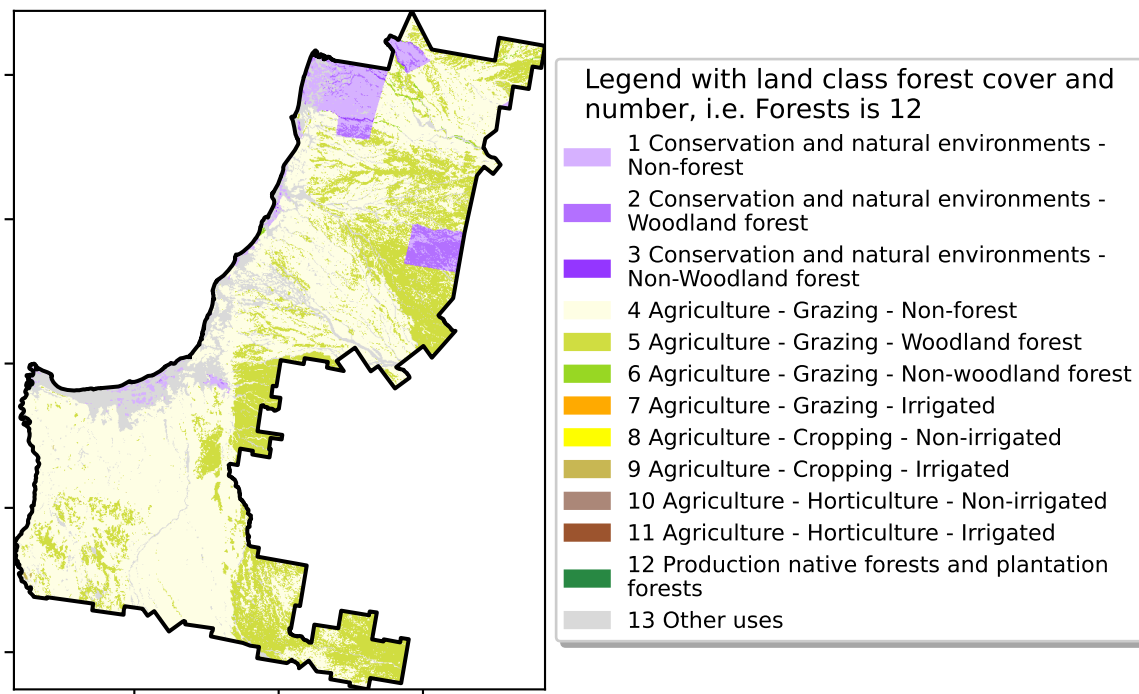 Legend with land class forest cover and
number, i.e. Forests is 12
1 Conservation and natural environments -
Non-forest
2 Conservation and natural environments -
Woodland forest
3 Conservation and natural environments -
Non-Woodland forest
4 Agriculture - Grazing - Non-forest
5 Agriculture - Grazing - Woodland forest
6 Agriculture - Grazing - Non-woodland forest
7 Agriculture - Grazing - Irrigated
8 Agriculture - Cropping - Non-irrigated
9 Agriculture - Cropping - Irrigated
10 Agriculture - Horticulture - Non-irrigated
11 Agriculture - Horticulture - Irrigated
12 Production native forests and plantation
forests
13 Other uses